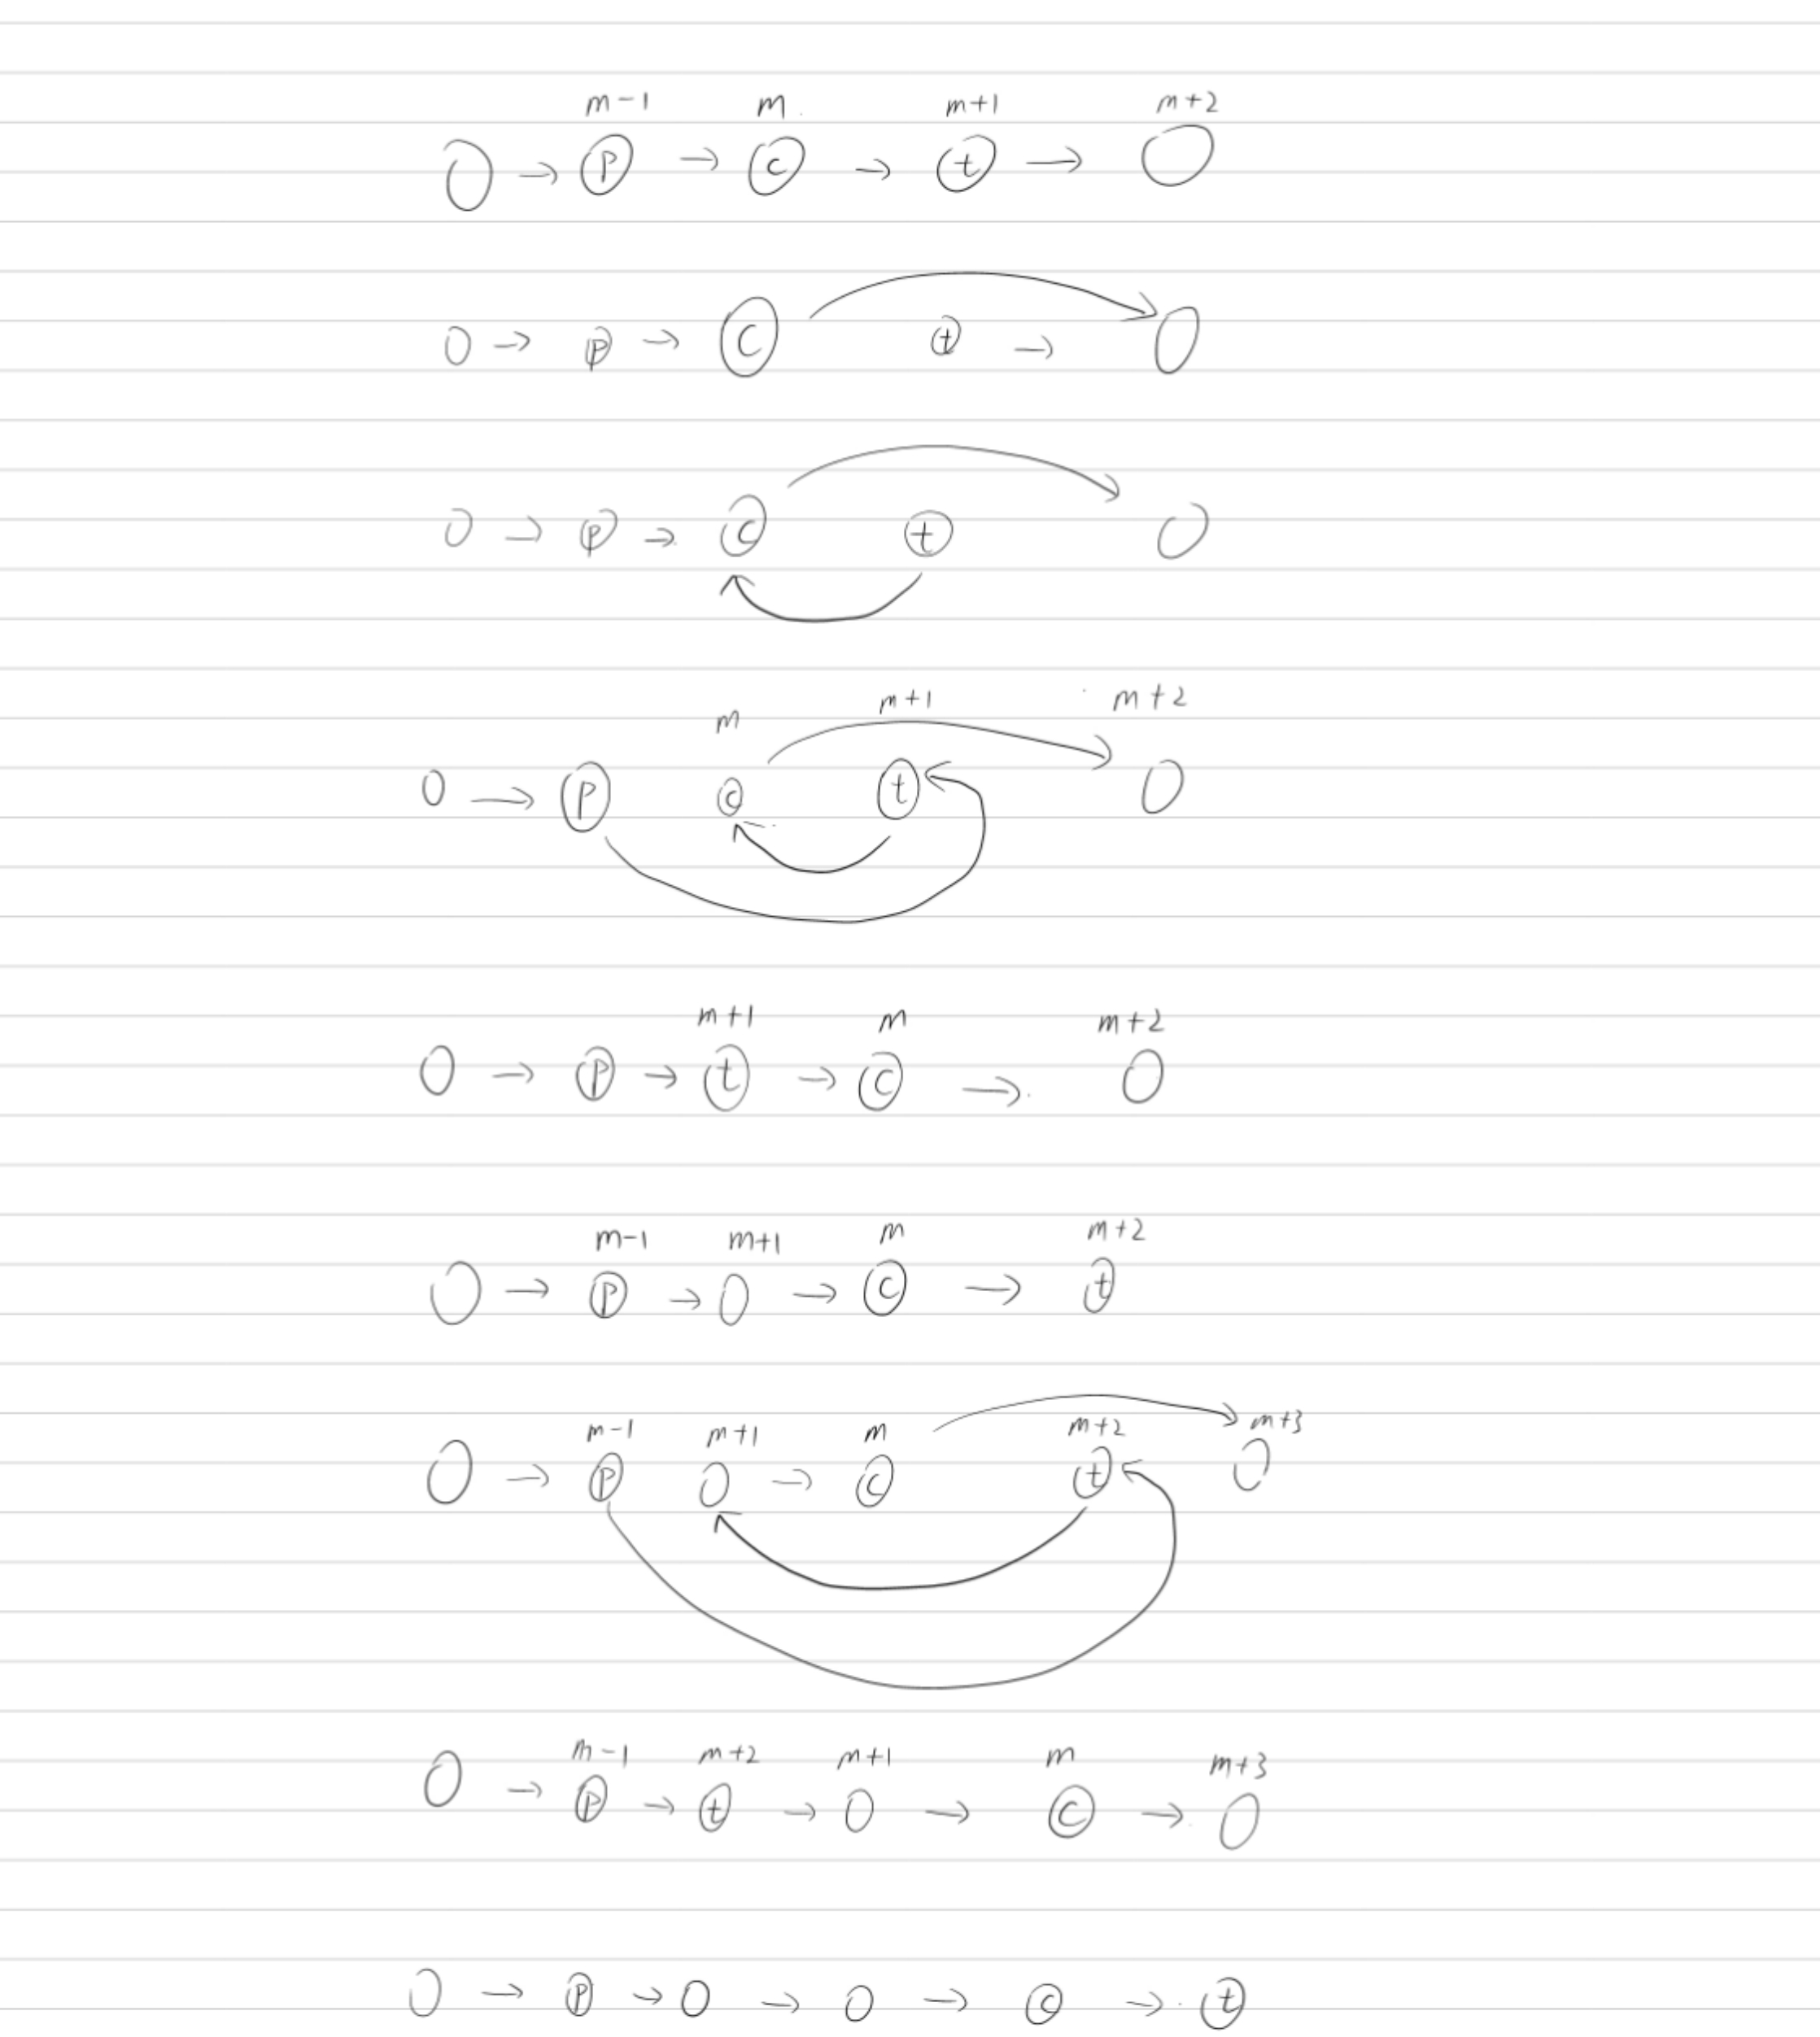 m-1 m m+1 m+2
O → p → c → t → O
O → p → c t → O
O → p → c t O
m m+1 m+2
O → p c t O
m+1 m m+2
O → p → t → c → O
m-1 m+1 m m+2
O → p → O → c → t
m-1 m+1 m m+2 m+3
O → p O → c t O
m-1 m+2 m+1 m m+3
O → p → t → O → c → O
O → p → O → O → c → t